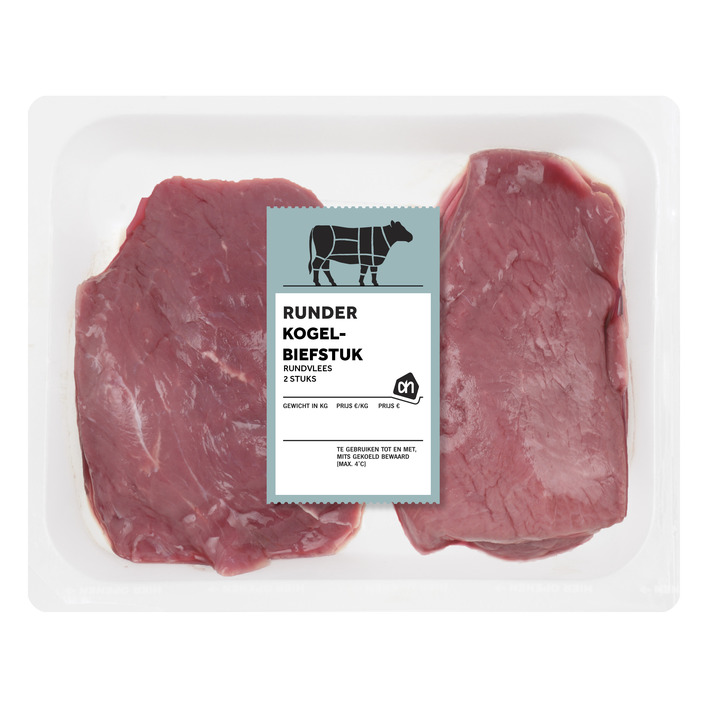 RUNDER
KOGEL-
BIEFSTUK
RUNDVLEES
2 STUKS
ah
GEWICHT IN KG PRIJS €/KG PRIJS €
TE GEBRUIKEN TOT EN MET,
MITS GEKOELD BEWAARD
(MAX. 4°C)